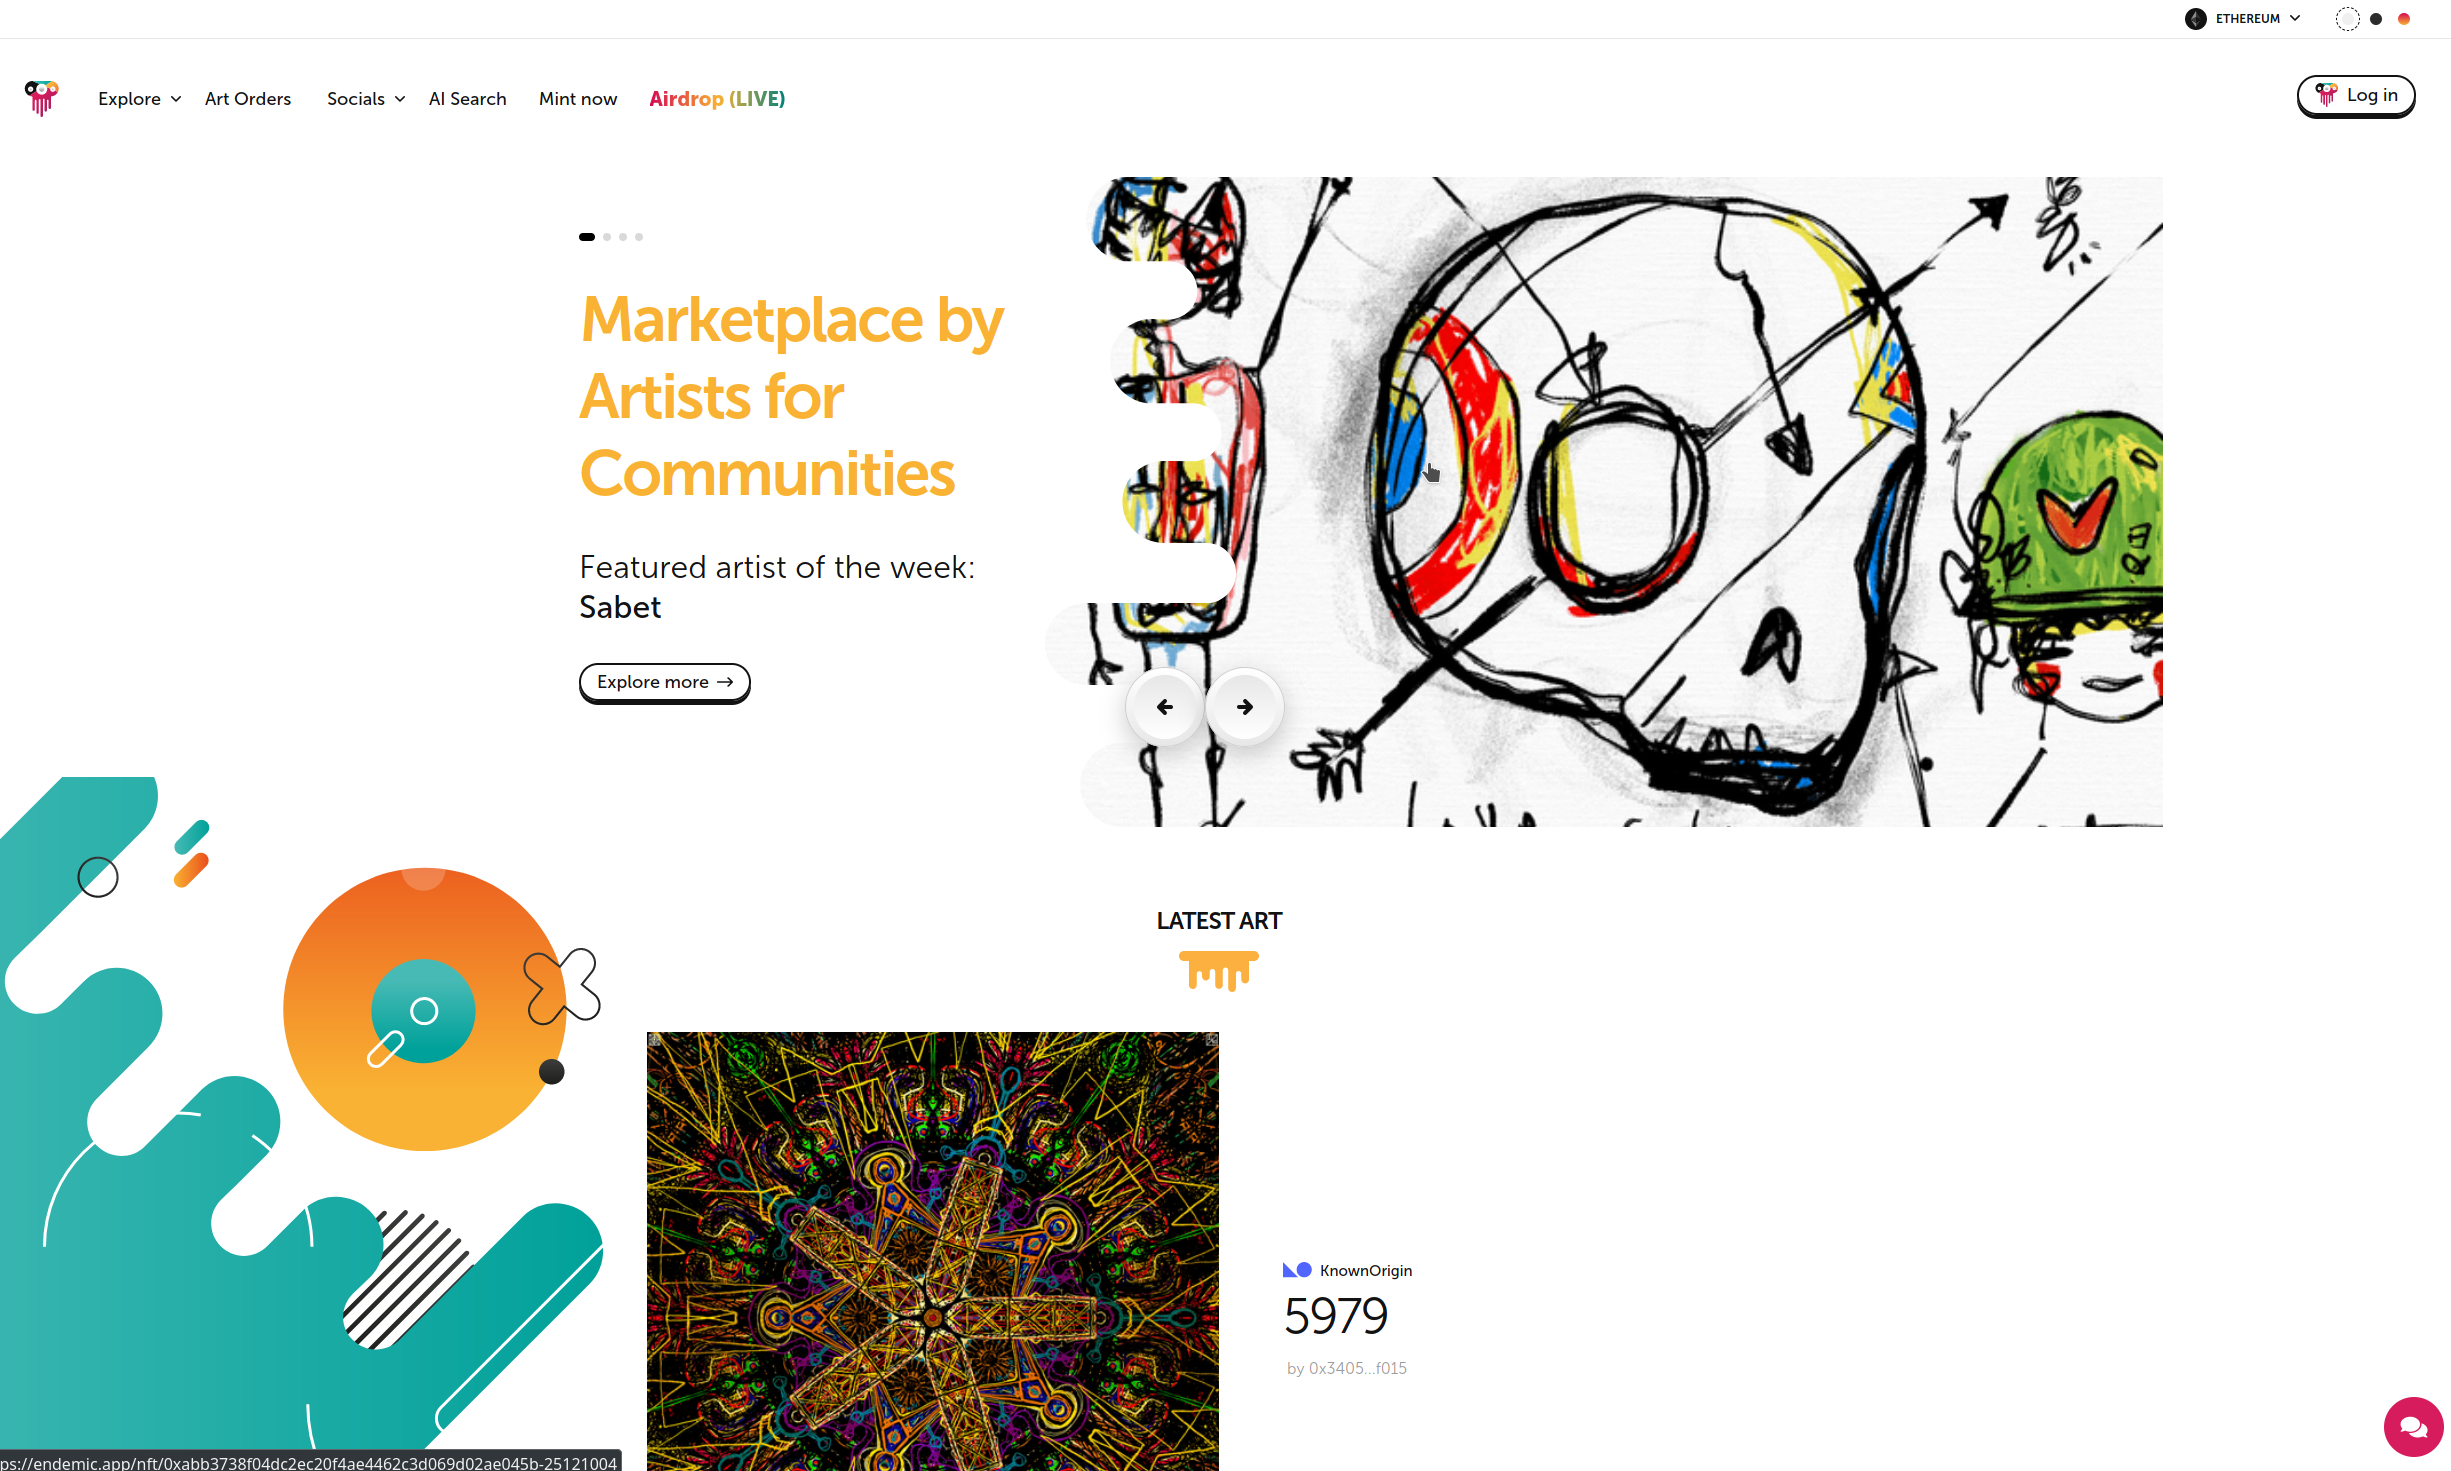 ETHEREUM
Explore
Art Orders
Socials
AI Search
Mint now
Airdrop (LIVE)
Log in
Marketplace by
Artists for
Communities
Featured artist of the week:
Sabet
Explore more
LATEST ART
KnownOrigin
5979
by 0x3405...f015
ps://endemic.app/nft/0xabb3738f04dc2ec20f4ae4462c3d069d02ae045b-25121004